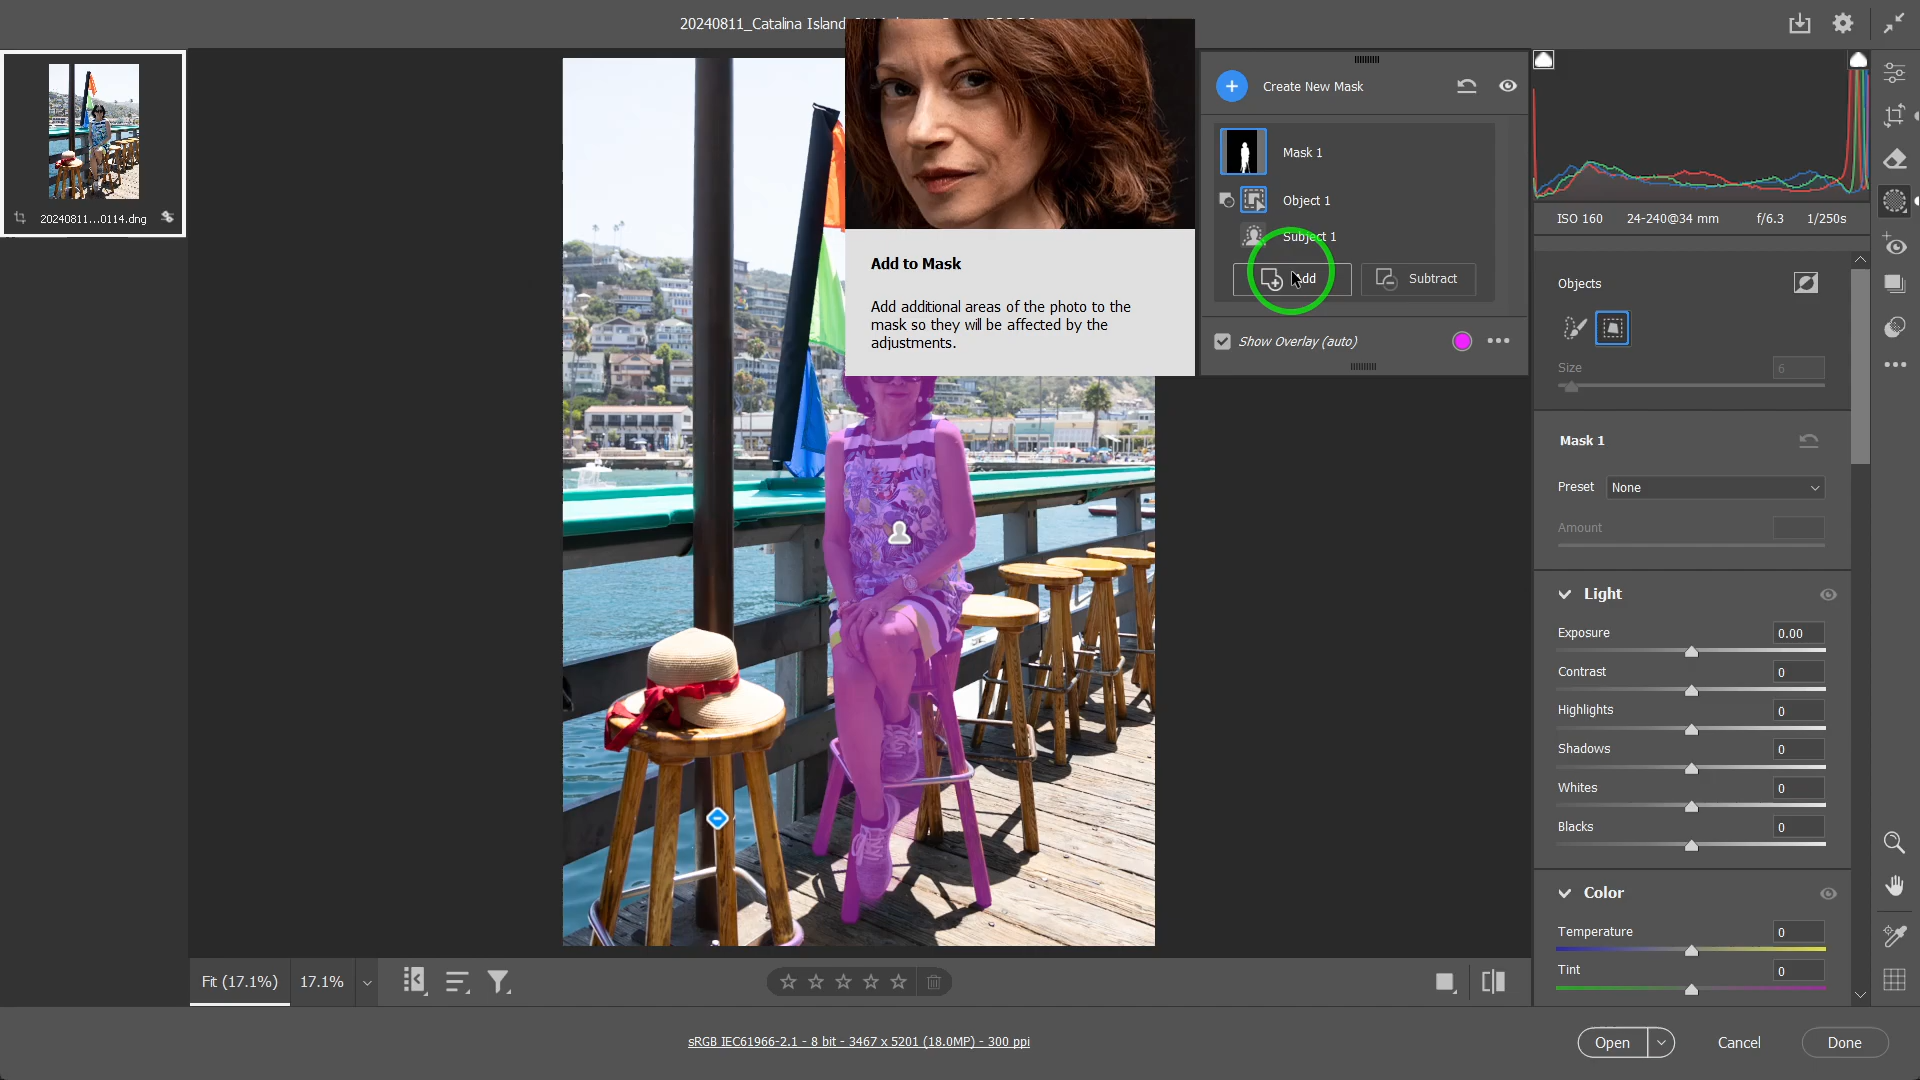 20240811_Catalina Island
20240811...0114.dng
Add to Mask
Add additional areas of the photo to the
mask so they will be affected by the
adjustments.
Create New Mask
Mask 1
Object 1
Subject 1
Add
Subtract
Show Overlay (auto)
ISO 160
24-240@34 mm
f/6.3
1/250s
Objects
Size
6
Mask 1
Preset
None
Amount
Light
Exposure
0.00
Contrast
0
Highlights
0
Shadows
0
Whites
0
Blacks
0
Color
Temperature
0
Tint
0
Fit (17.1%)
17.1%
sRGB IEC61966-2.1 - 8 bit - 3467 x 5201 (18.0MP) - 300 ppi
Open
Cancel
Done